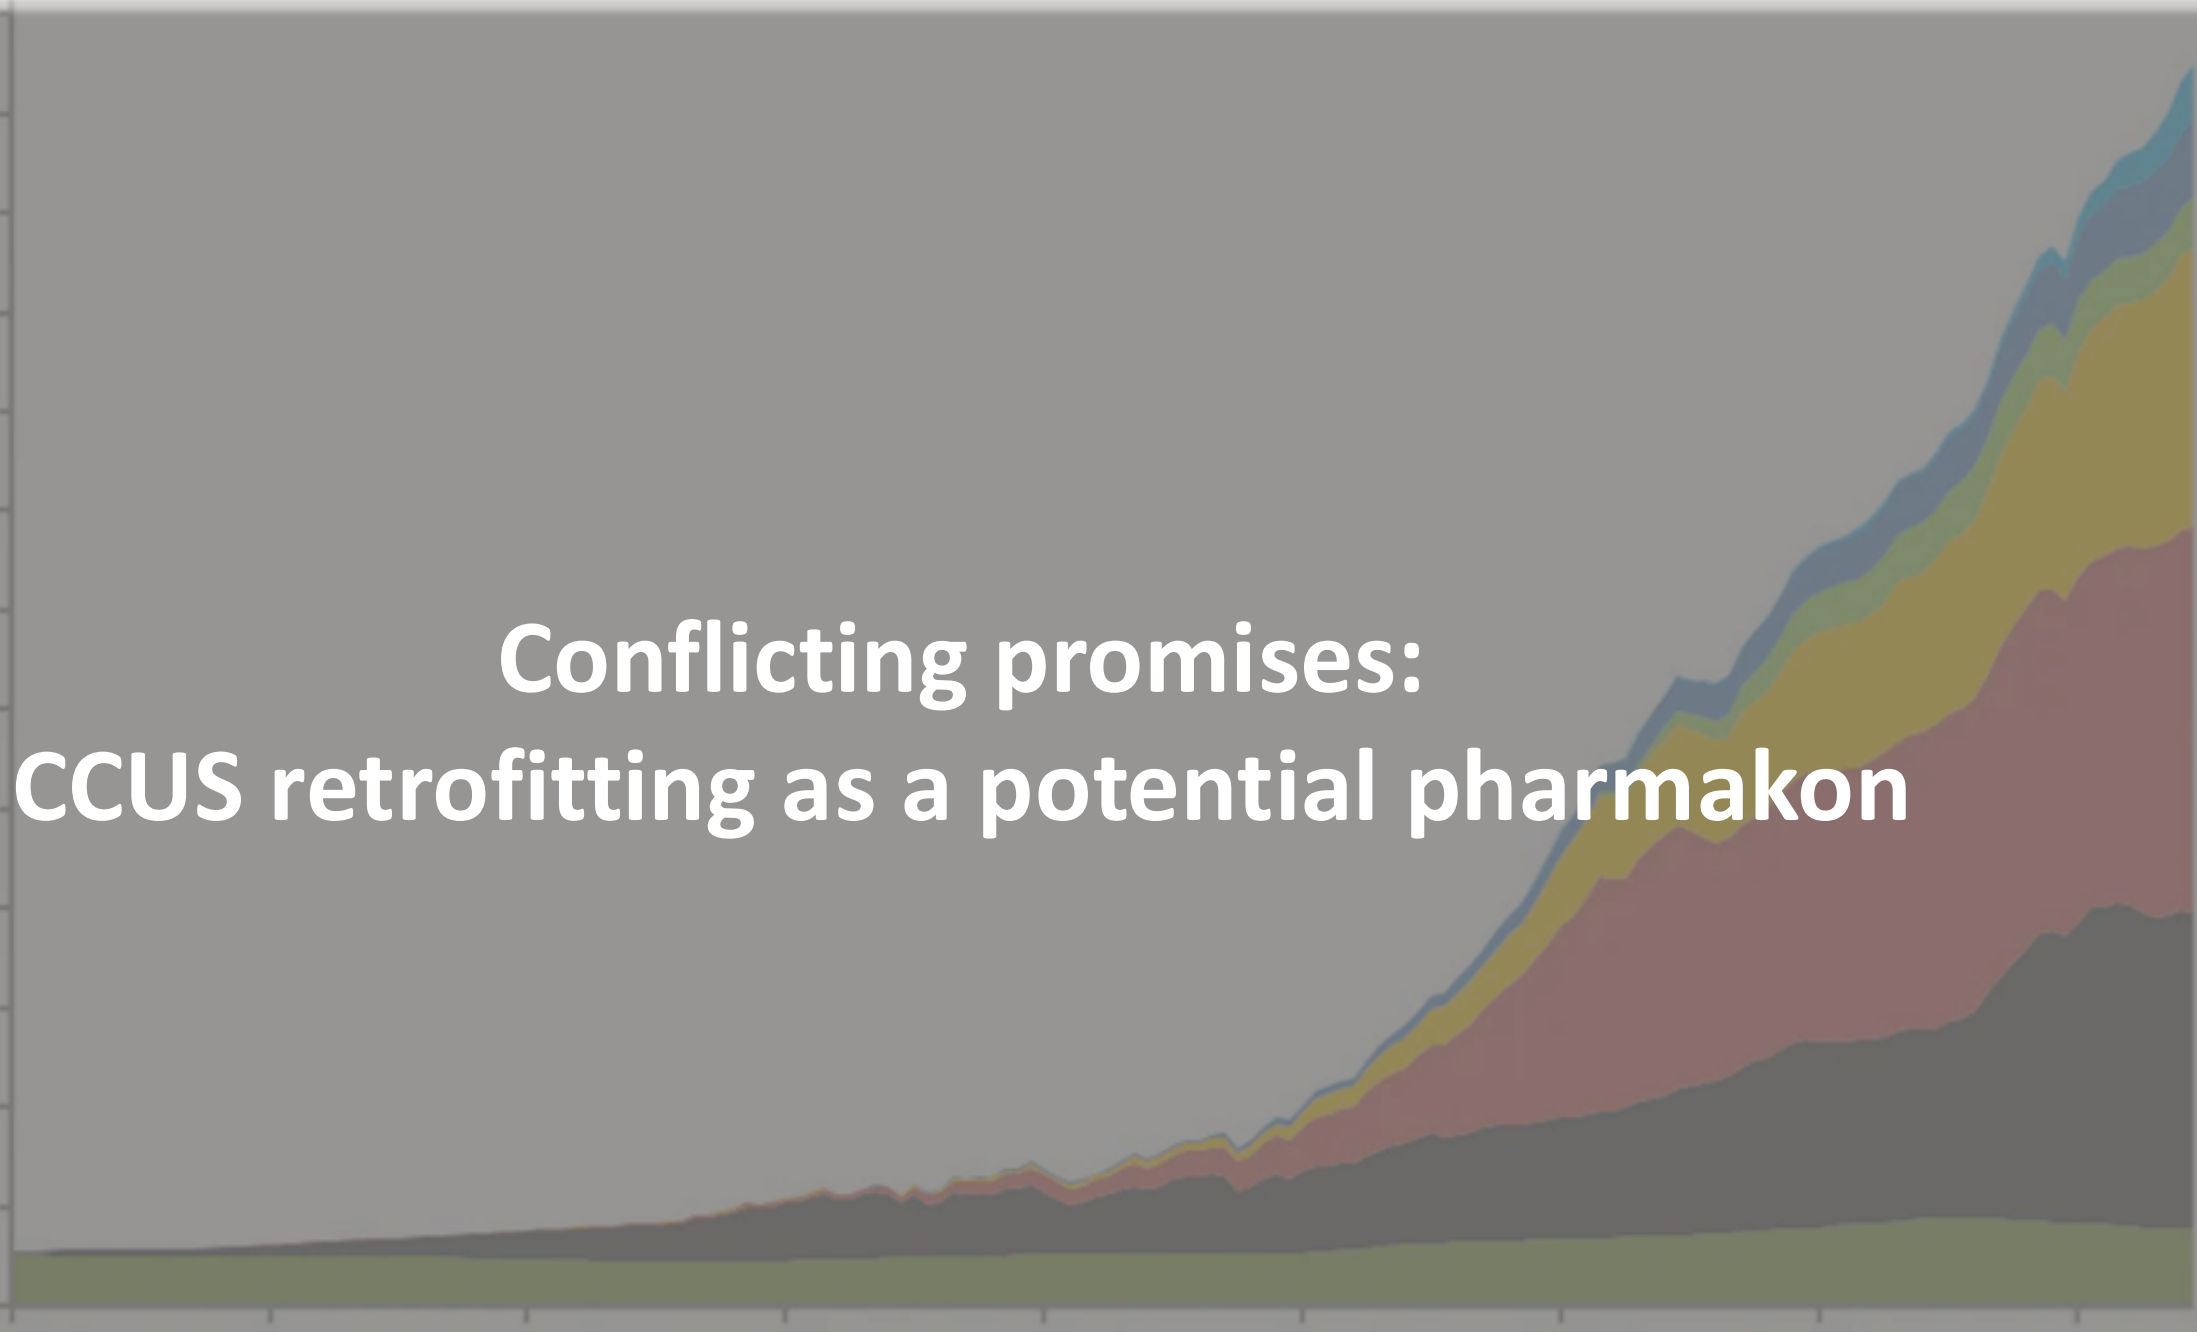 Conflicting promises:
CCUS retrofitting as a potential pharmakon